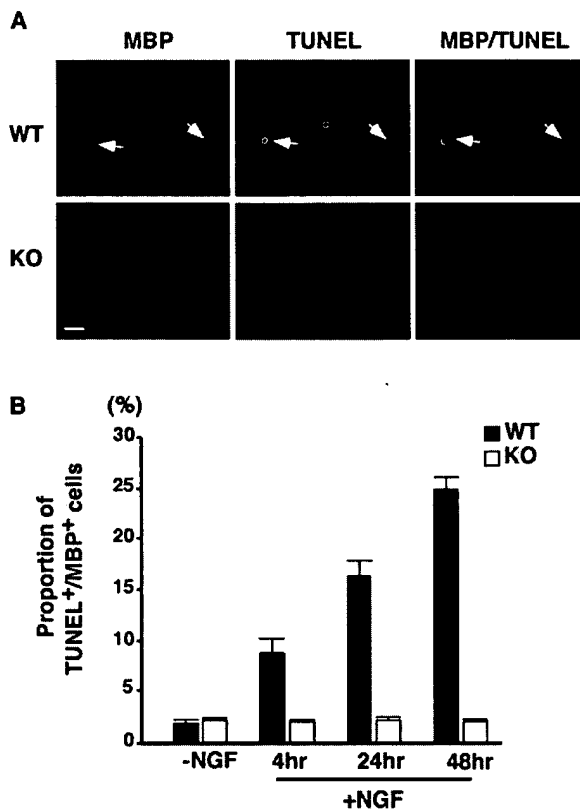 A
MBP TUNEL MBP/TUNEL
WT
KO
B
(%)
WT
KO
30
25
20
15
10
5
0
Proportion of
TUNEL+/MBP+ cells
-NGF 4hr 24hr 48hr
+NGF